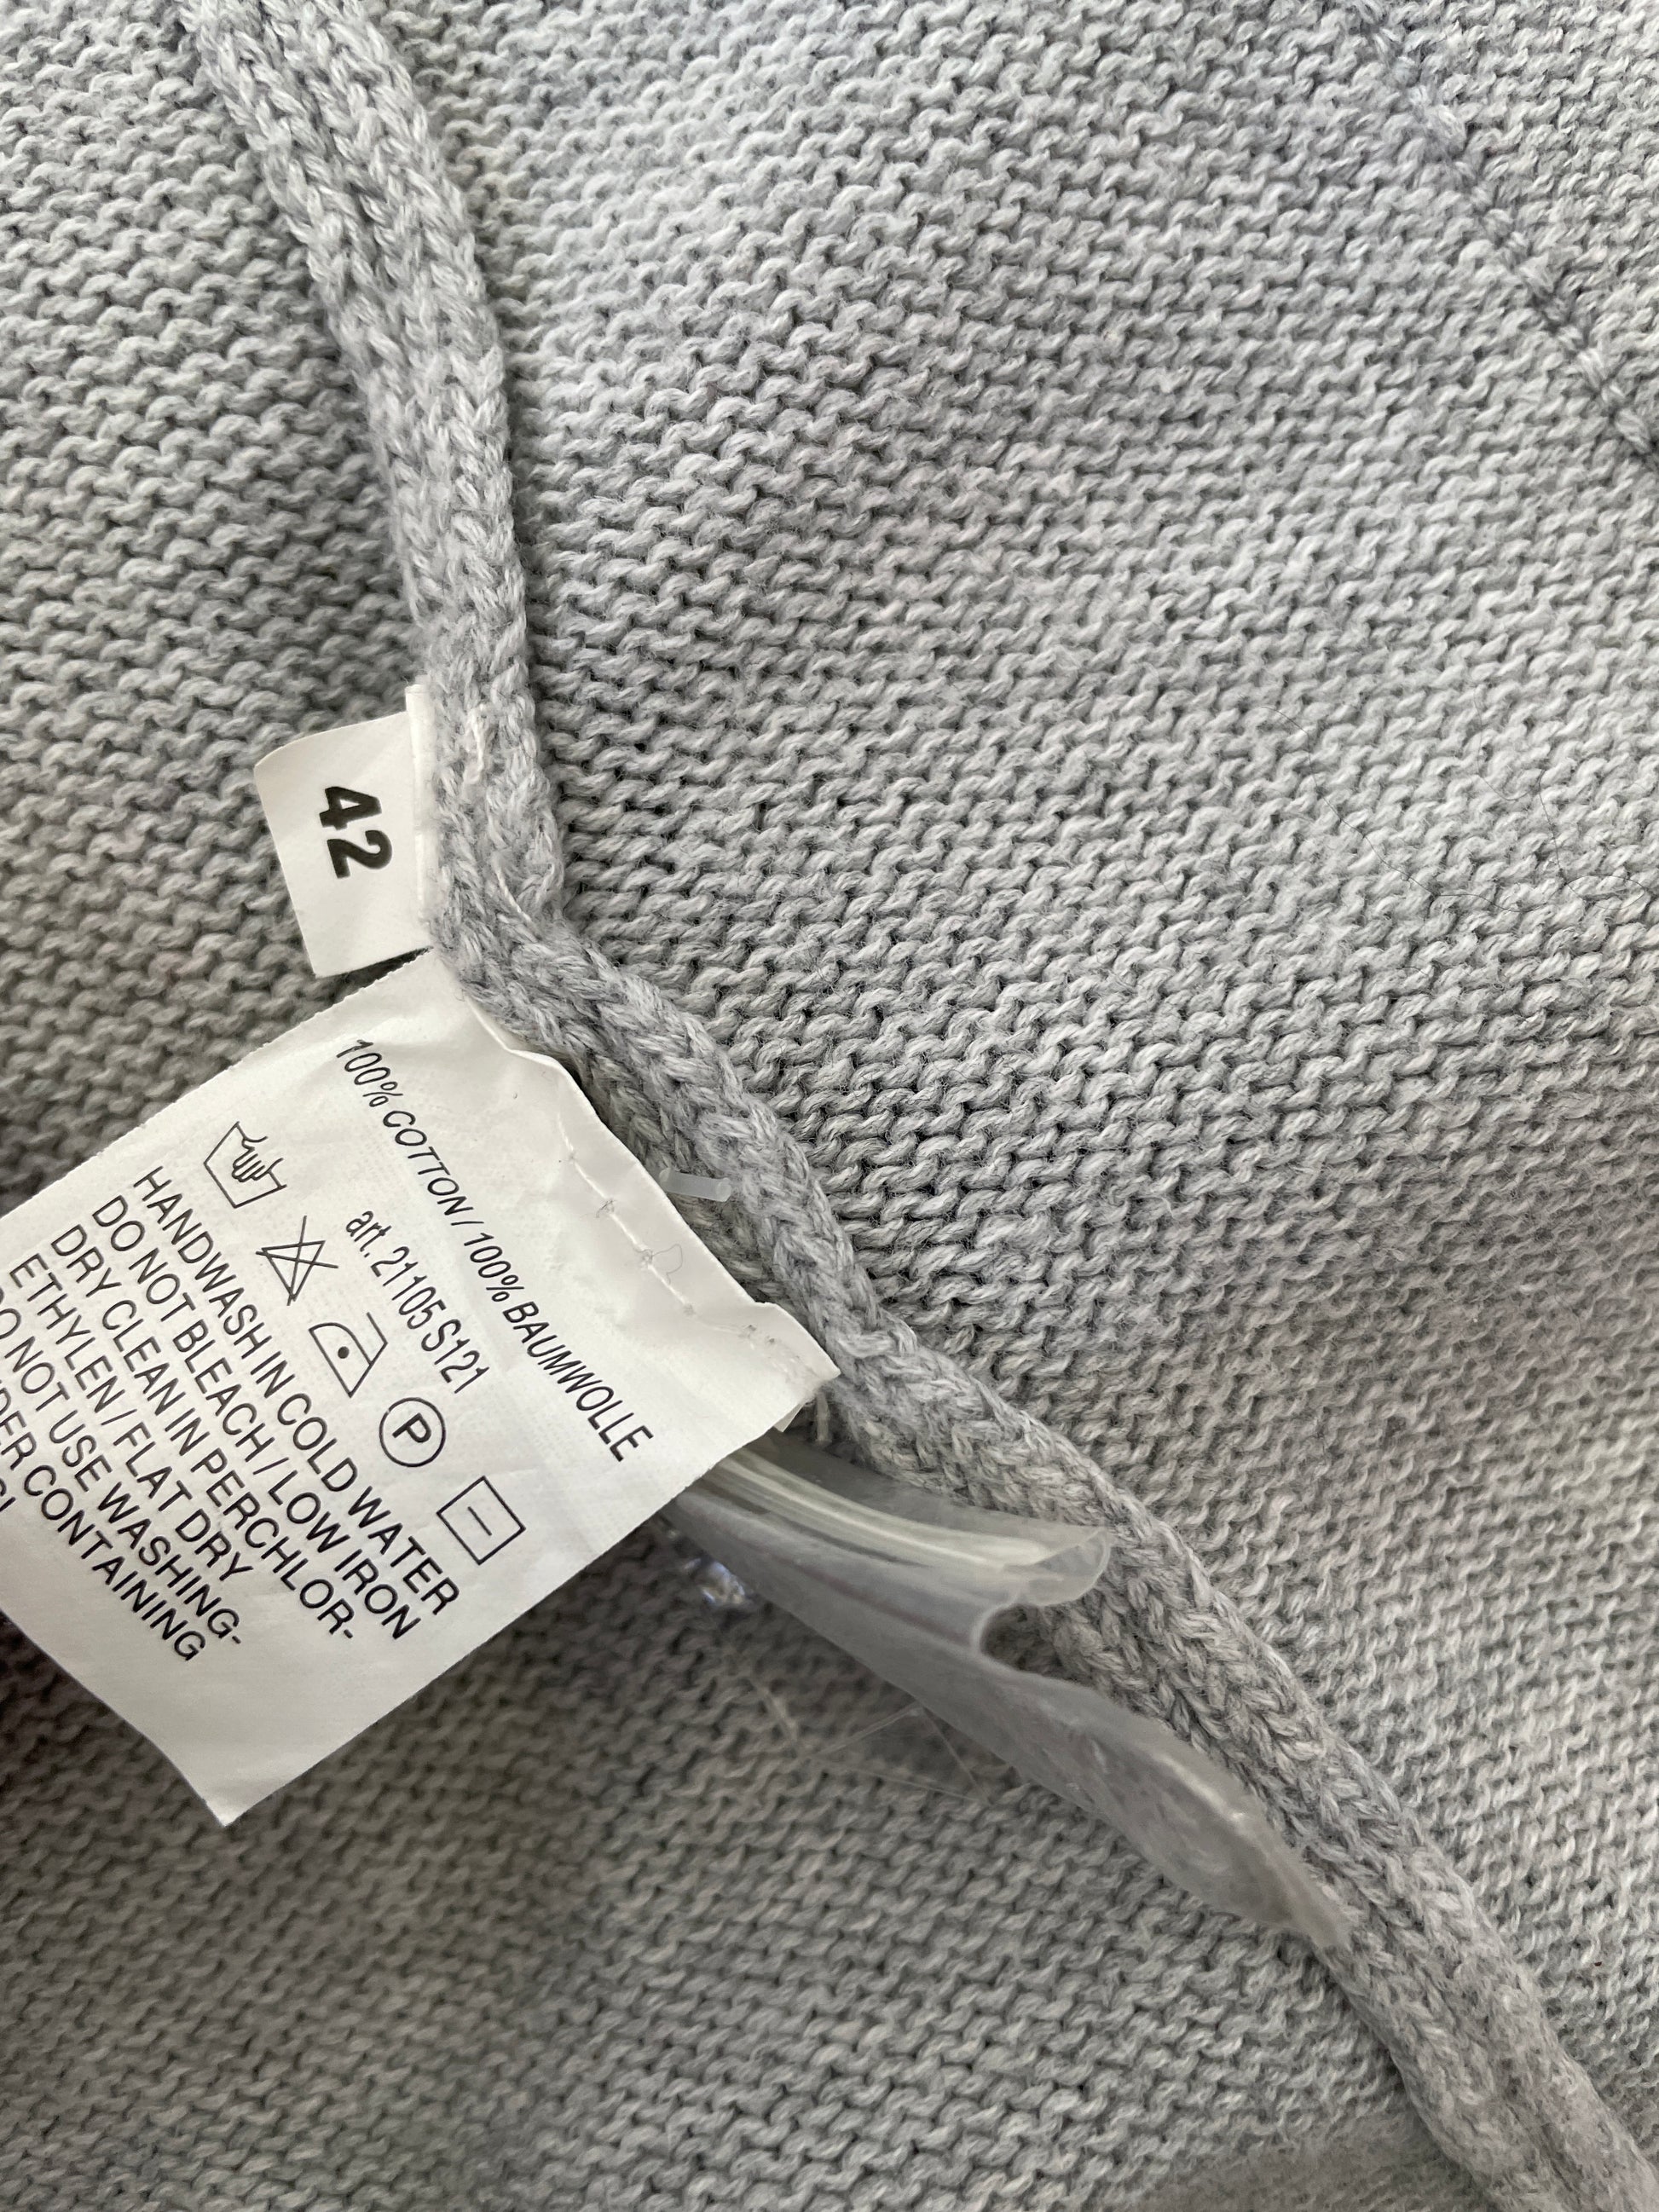 42
100% COTTON / 100% BAUMWOLLE
art. 21105 S121
P
HANDWASH IN COLD WATER
DO NOT BLEACH / LOW IRON
DRY CLEAN IN PERCHLOR-
ETHYLEN / FLAT DRY
DO NOT USE WASHING-
CONTAINING